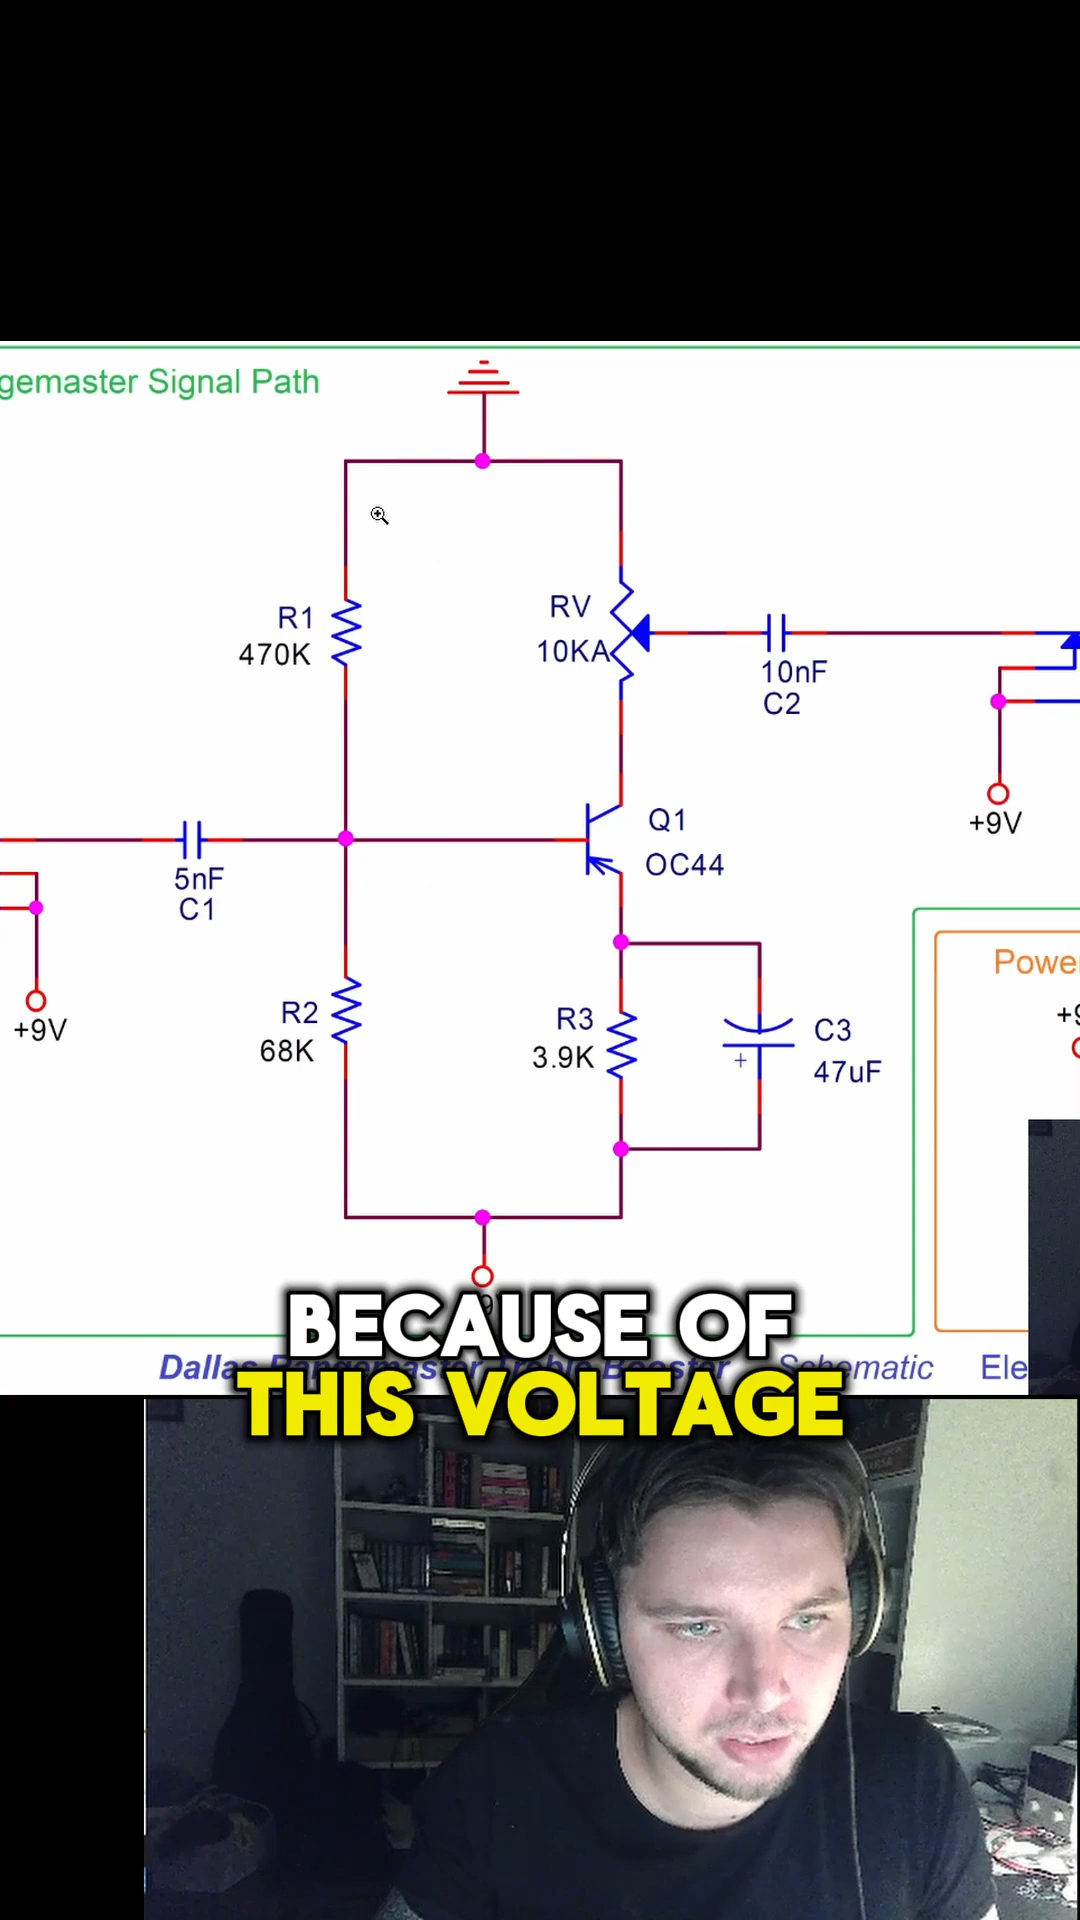 gemaster Signal Path
R1
470K
RV
10KA
10nF
C2
+9V
Q1
OC44
5nF
C1
+9V
R2
68K
R3
3.9K
+
C3
47uF
Powe
+9
BECAUSE OF
Dallas Rangemaster Treble Booster Schematic Ele
THIS VOLTAGE